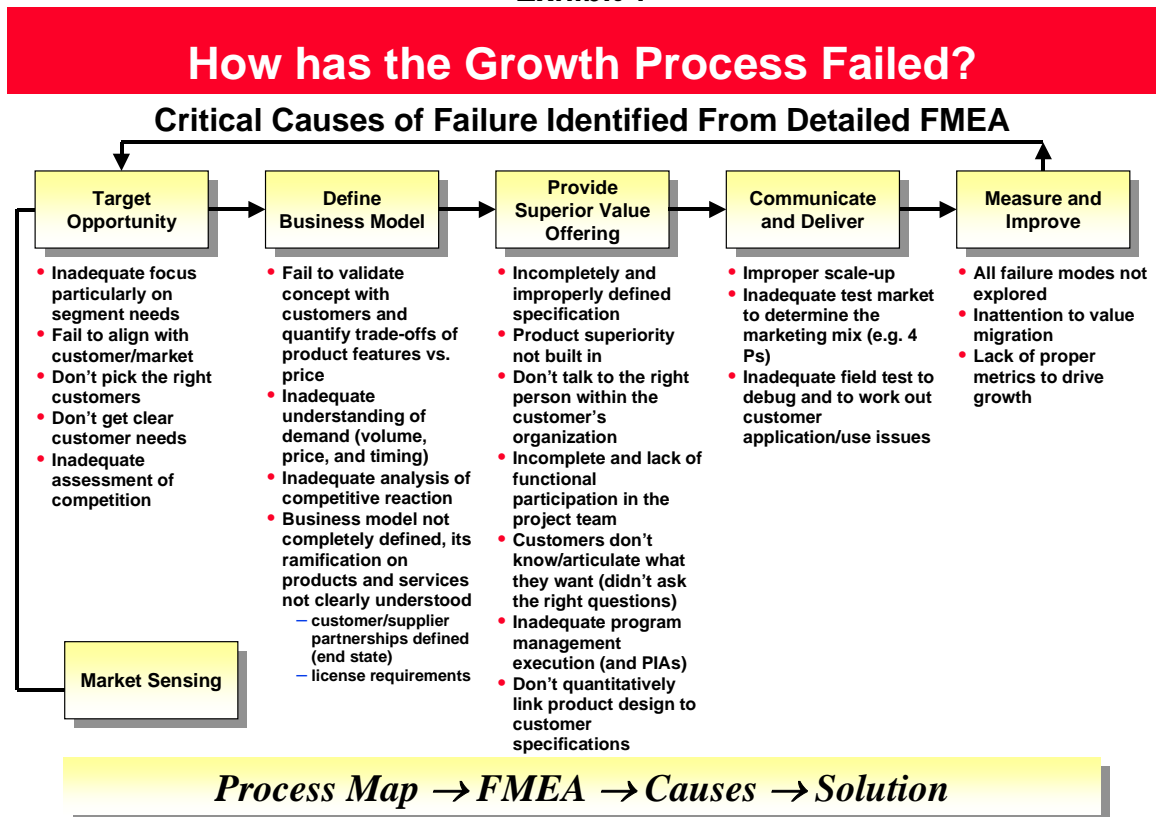 How has the Growth Process Failed?
Critical Causes of Failure Identified From Detailed FMEA
Target
Opportunity
• Inadequate focus
particularly on
segment needs
• Fail to align with
customer/market
• Don't pick the right
customers
• Don't get clear
customer needs
• Inadequate
assessment of
competition
Market Sensing
Define
Business Model
• Fail to validate
concept with
customers and
quantify trade-offs of
product features vs.
price
• Inadequate
understanding of
demand (volume,
price, and timing)
• Inadequate analysis of
competitive reaction
• Business model not
completely defined, its
ramification on
products and services
not clearly understood
– customer/supplier
partnerships defined
(end state)
– license requirements
Provide
Superior Value
Offering
• Incompletely and
improperly defined
specification
• Product superiority
not built in
• Don't talk to the right
person within the
customer's
organization
• Incomplete and lack of
functional
participation in the
project team
• Customers don't
know/articulate what
they want (didn't ask
the right questions)
• Inadequate program
management
execution (and PIAs)
• Don't quantitatively
link product design to
customer
specifications
Communicate
and Deliver
• Improper scale-up
• Inadequate test market
to determine the
marketing mix (e.g. 4
Ps)
• Inadequate field test to
debug and to work out
customer
application/use issues
Measure and
Improve
• All failure modes not
explored
• Inattention to value
migration
• Lack of proper
metrics to drive
growth
Process Map → FMEA → Causes → Solution